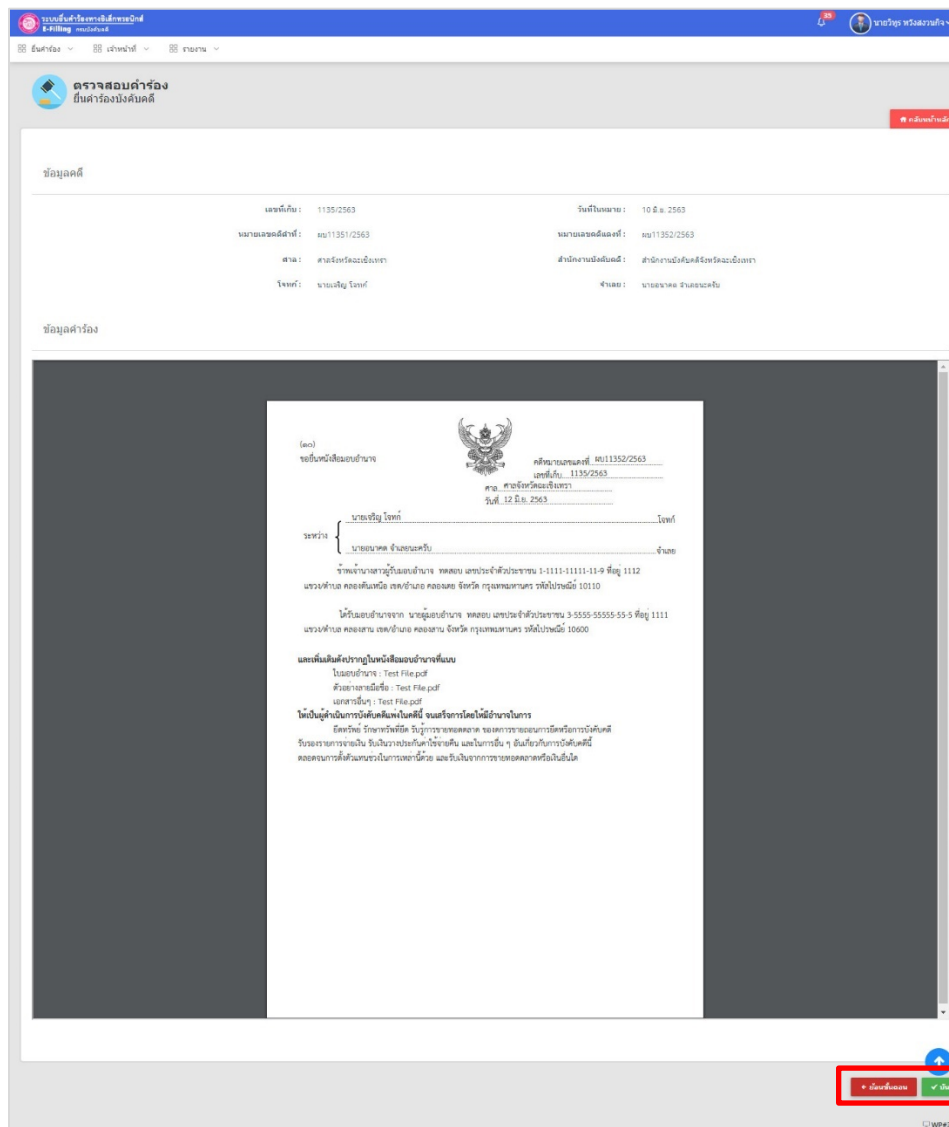 ระบบยื่นคำร้องทางอิเล็กทรอนิกส์
E-Filling กรมบังคับคดี
35
นายวิทูร หวังสงวนกิจ
ยื่นคำร้อง
เจ้าหน้าที่
รายงาน
ตรวจสอบคำร้อง
ยื่นคำร้องบังคับคดี
กลับหน้าหลัก
ข้อมูลคดี
เลขที่เก็บ : 1135/2563 วันที่ในหมาย : 10 มิ.ย. 2563
หมายเลขคดีดำที่ : ผบ11351/2563 หมายเลขคดีแดงที่ : ผบ11352/2563
ศาล : ศาลจังหวัดฉะเชิงเทรา สำนักงานบังคับคดี : สำนักงานบังคับคดีจังหวัดฉะเชิงเทรา
โจทก์ : นายเจริญ โจทก์ จำเลย : นายอนาคต จำเลยนะครับ
ข้อมูลคำร้อง
(๑๐)
ขอยื่นหนังสือมอบอำนาจ
คดีหมายเลขแดงที่ ผบ11352/2563
เลขที่เก็บ 1135/2563
ศาล ศาลจังหวัดฉะเชิงเทรา
วันที่ 12 มิ.ย. 2563
นายเจริญ โจทก์ โจทก์
ระหว่าง
นายอนาคต จำเลยนะครับ จำเลย
ข้าพเจ้านางสาวผู้รับมอบอำนาจ ทดสอบ เลขประจำตัวประชาชน 1-1111-11111-11-9 ที่อยู่ 1112
แขวง/ตำบล คลองตันเหนือ เขต/อำเภอ คลองเตย จังหวัด กรุงเทพมหานคร รหัสไปรษณีย์ 10110
ได้รับมอบอำนาจจาก นายผู้มอบอำนาจ ทดสอบ เลขประจำตัวประชาชน 3-5555-55555-55-5 ที่อยู่ 1111
แขวง/ตำบล คลองสาน เขต/อำเภอ คลองสาน จังหวัด กรุงเทพมหานคร รหัสไปรษณีย์ 10600
และเพิ่มเติมดังปรากฏในหนังสือมอบอำนาจที่แนบ
ใบมอบอำนาจ : Test File.pdf
ตัวอย่างลายมือชื่อ : Test File.pdf
เอกสารอื่นๆ : Test File.pdf
ให้เป็นผู้ดำเนินการบังคับคดีแพ่งในคดีนี้ จนเสร็จการโดยให้มีอำนาจในการ
ยึดทรัพย์ รักษาทรัพย์ที่ยึด รับรู้การขายทอดตลาด ของดการขายถอนการยึดหรือการบังคับคดี
รับรองรายการจ่ายเงิน รับเงินวางประกันค่าใช้จ่ายคืน และในการอื่น ๆ อันเกี่ยวกับการบังคับคดีนี้
ตลอดจนการตั้งตัวแทนช่วงในการเหล่านี้ด้วย และรับเงินจากการขายทอดตลาดหรือเงินอื่นใด
ย้อนขั้นตอน